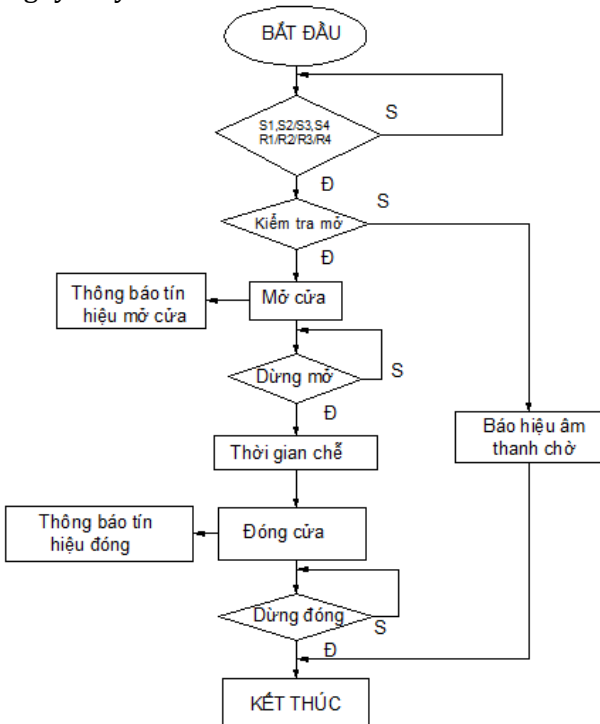 BẮT ĐẦU
S
S1,S2/S3,S4
R1/R2/R3/R4
Đ
S
Kiểm tra mở
Đ
Thông báo tín
hiệu mở cửa
Mở cửa
Dừng mở
S
Đ
Báo hiệu âm
thanh chờ
Thời gian chễ
Thông báo tín
hiệu đóng
Đóng cửa
Dừng đóng
S
Đ
KẾT THÚC